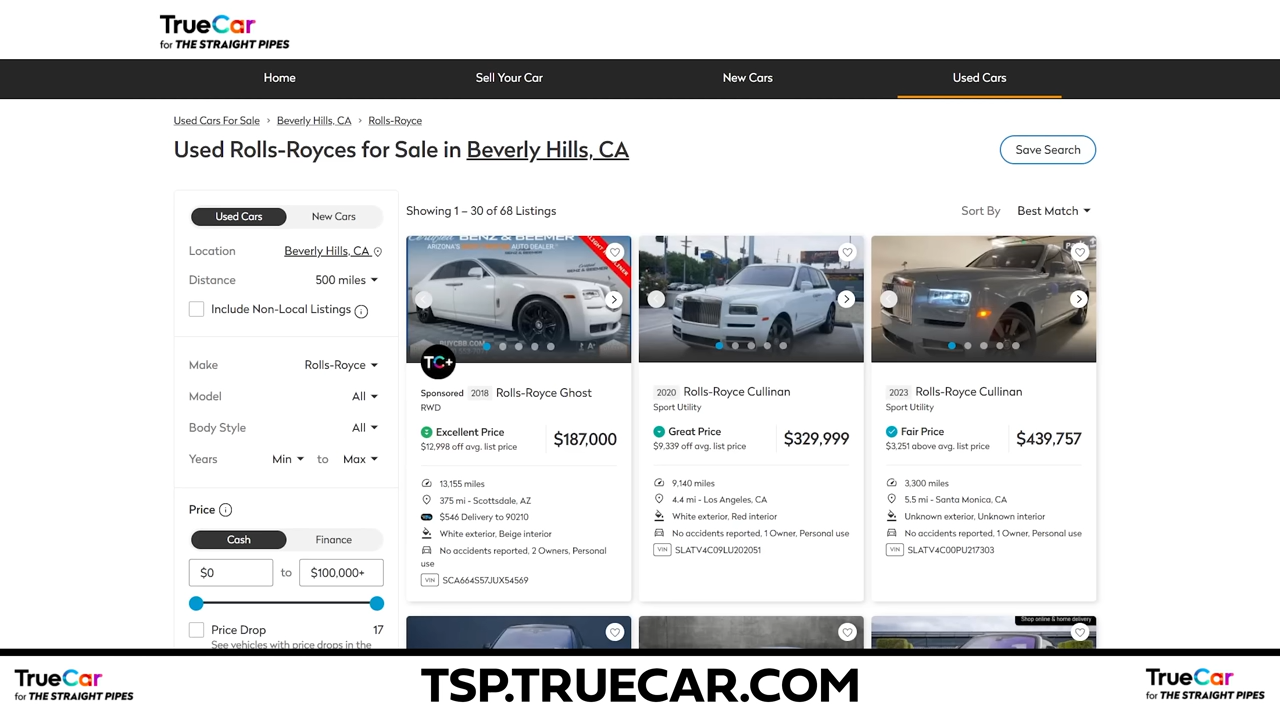 TrueCar
for THE STRAIGHT PIPES
Home
Sell Your Car
New Cars
Used Cars
Used Cars For Sale › Beverly Hills, CA › Rolls-Royce
Used Rolls-Royces for Sale in Beverly Hills, CA
Save Search
Used Cars
New Cars
Location
Beverly Hills, CA
Distance
500 miles
Include Non-Local Listings
Make
Rolls-Royce
Model
All
Body Style
All
Years
Min to Max
Price
Cash
Finance
$0 to $100,000+
Price Drop
17
See vehicles with price drops in the
Showing 1 – 30 of 68 Listings
Sort By Best Match
BENZ & BEEMER
ARIZONA'S
AUTO DEALER
TC+
Sponsored 2018 Rolls-Royce Ghost
RWD
Excellent Price
$12,998 off avg. list price
$187,000
13,155 miles
375 mi - Scottsdale, AZ
$546 Delivery to 90210
White exterior, Beige interior
No accidents reported, 2 Owners, Personal
use
VIN SCA664S57JUX54569
2020 Rolls-Royce Cullinan
Sport Utility
Great Price
$9,339 off avg. list price
$329,999
9,140 miles
4.4 mi - Los Angeles, CA
White exterior, Red interior
No accidents reported, 1 Owner, Personal use
VIN SLATV4C09LU202051
2023 Rolls-Royce Cullinan
Sport Utility
Fair Price
$3,251 above avg. list price
$439,757
3,300 miles
5.5 mi - Santa Monica, CA
Unknown exterior, Unknown interior
No accidents reported, 1 Owner, Personal use
VIN SLATV4C00PU217303
Shop online & home delivery
TrueCar
for THE STRAIGHT PIPES
TSP.TRUECAR.COM
TrueCar
for THE STRAIGHT PIPES